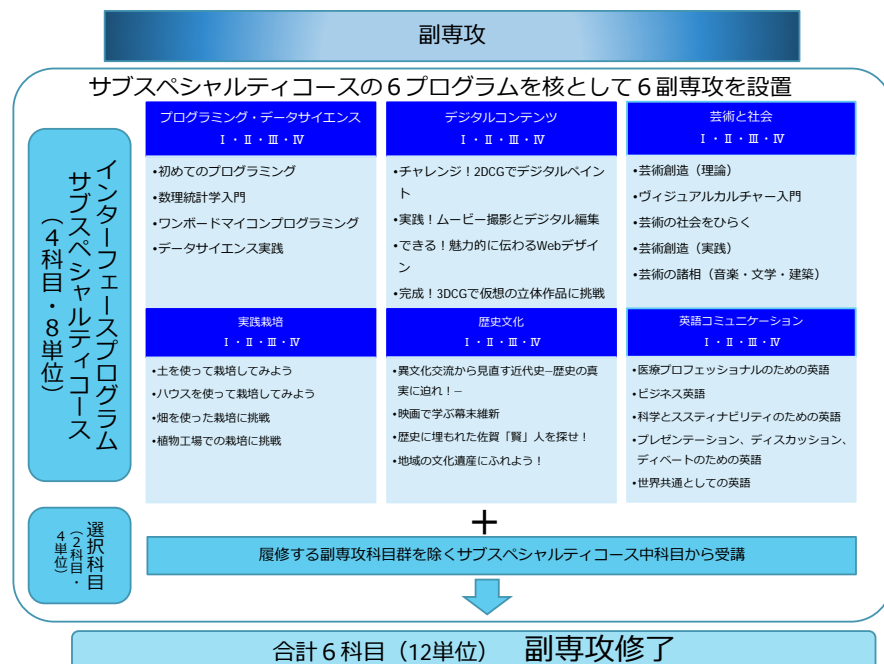 副専攻
サブスペシャルティコースの６プログラムを核として６副専攻を設置
インターフェースプログラム
サブスペシャルティコース
（４科目・８単位）
プログラミング・データサイエンス
Ⅰ・Ⅱ・Ⅲ・Ⅳ
•初めてのプログラミング
•数理統計学入門
•ワンボードマイコンプログラミング
•データサイエンス実践
デジタルコンテンツ
Ⅰ・Ⅱ・Ⅲ・Ⅳ
•チャレンジ！2DCGでデジタルペイン
ト
•実践！ムービー撮影とデジタル編集
•できる！魅力的に伝わるWebデザイ
ン
•完成！3DCGで仮想の立体作品に挑戦
芸術と社会
Ⅰ・Ⅱ・Ⅲ・Ⅳ
•芸術創造（理論）
•ヴィジュアルカルチャー入門
•芸術の社会をひらく
•芸術創造（実践）
•芸術の諸相（音楽・文学・建築）
実践栽培
Ⅰ・Ⅱ・Ⅲ・Ⅳ
•土を使って栽培してみよう
•ハウスを使って栽培してみよう
•畑を使った栽培に挑戦
•植物工場での栽培に挑戦
歴史文化
Ⅰ・Ⅱ・Ⅲ・Ⅳ
•異文化交流から見直す近代史−歴史の真
実に迫れ！−
•映画で学ぶ幕末維新
•歴史に埋もれた佐賀「賢」人を探せ！
•地域の文化遺産にふれよう！
英語コミュニケーション
Ⅰ・Ⅱ・Ⅲ・Ⅳ
•医療プロフェッショナルのための英語
•ビジネス英語
•科学とススティナビリティのための英語
•プレゼンテーション、ディスカッション、
ディベートのための英語
•世界共通としての英語
＋
選択科目
（２科目・
４単位）
履修する副専攻科目群を除くサブスペシャルティコース中科目から受講
合計６科目（12単位） 副専攻修了